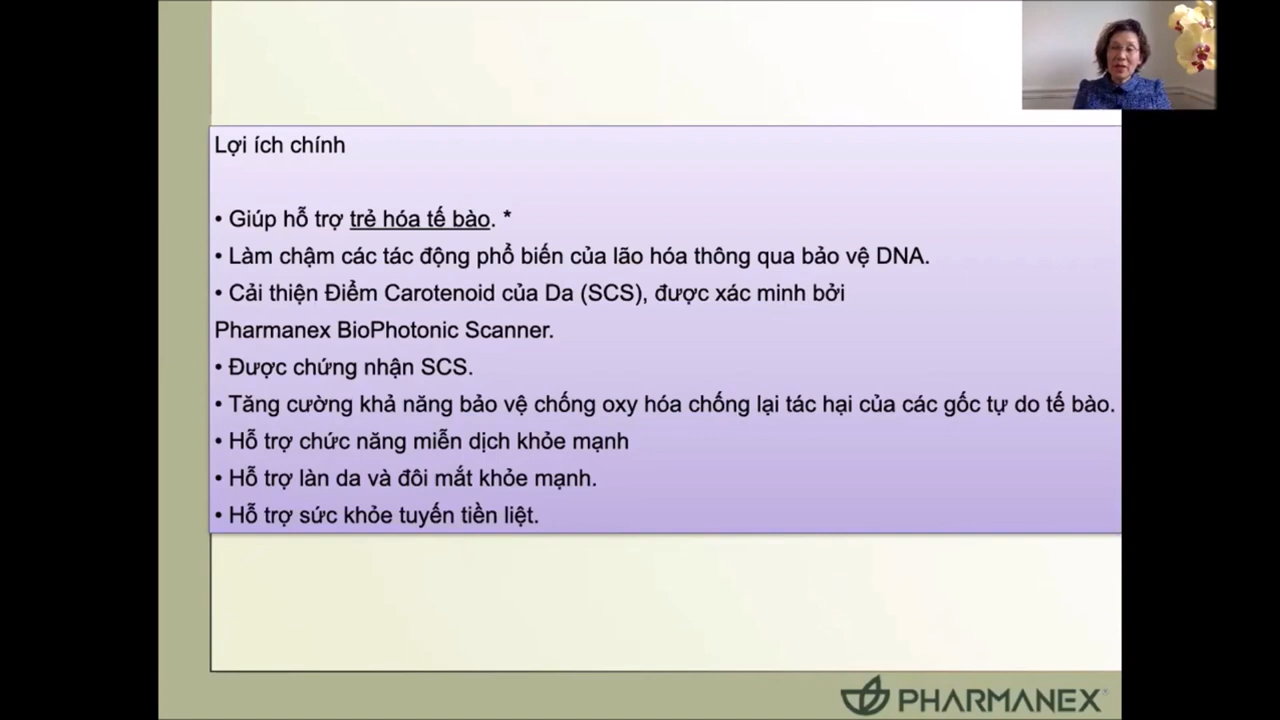 Lợi ích chính
• Giúp hỗ trợ trẻ hóa tế bào. *
• Làm chậm các tác động phổ biến của lão hóa thông qua bảo vệ DNA.
• Cải thiện Điểm Carotenoid của Da (SCS), được xác minh bởi
Pharmanex BioPhotonic Scanner.
• Được chứng nhận SCS.
• Tăng cường khả năng bảo vệ chống oxy hóa chống lại tác hại của các gốc tự do tế bào.
• Hỗ trợ chức năng miễn dịch khỏe mạnh
• Hỗ trợ làn da và đôi mắt khỏe mạnh.
• Hỗ trợ sức khỏe tuyến tiền liệt.
PHARMANEX